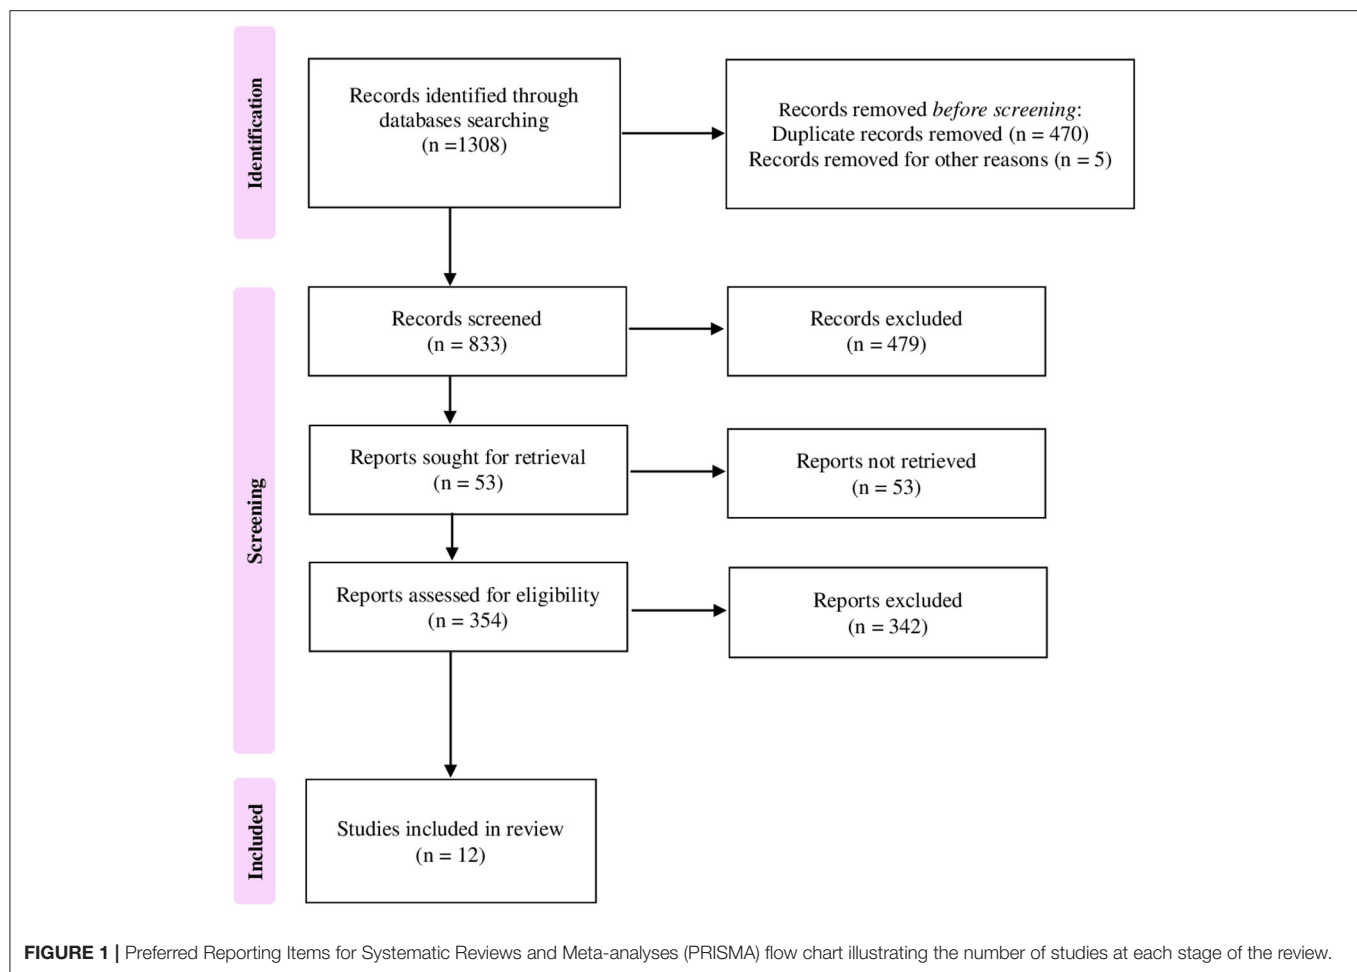 Identification
Records identified through
databases searching
(n =1308)
Records removed before screening:
Duplicate records removed (n = 470)
Records removed for other reasons (n = 5)
Screening
Records screened
(n = 833)
Records excluded
(n = 479)
Reports sought for retrieval
(n = 53)
Reports not retrieved
(n = 53)
Reports assessed for eligibility
(n = 354)
Reports excluded
(n = 342)
Included
Studies included in review
(n = 12)
FIGURE 1 | Preferred Reporting Items for Systematic Reviews and Meta-analyses (PRISMA) flow chart illustrating the number of studies at each stage of the review.